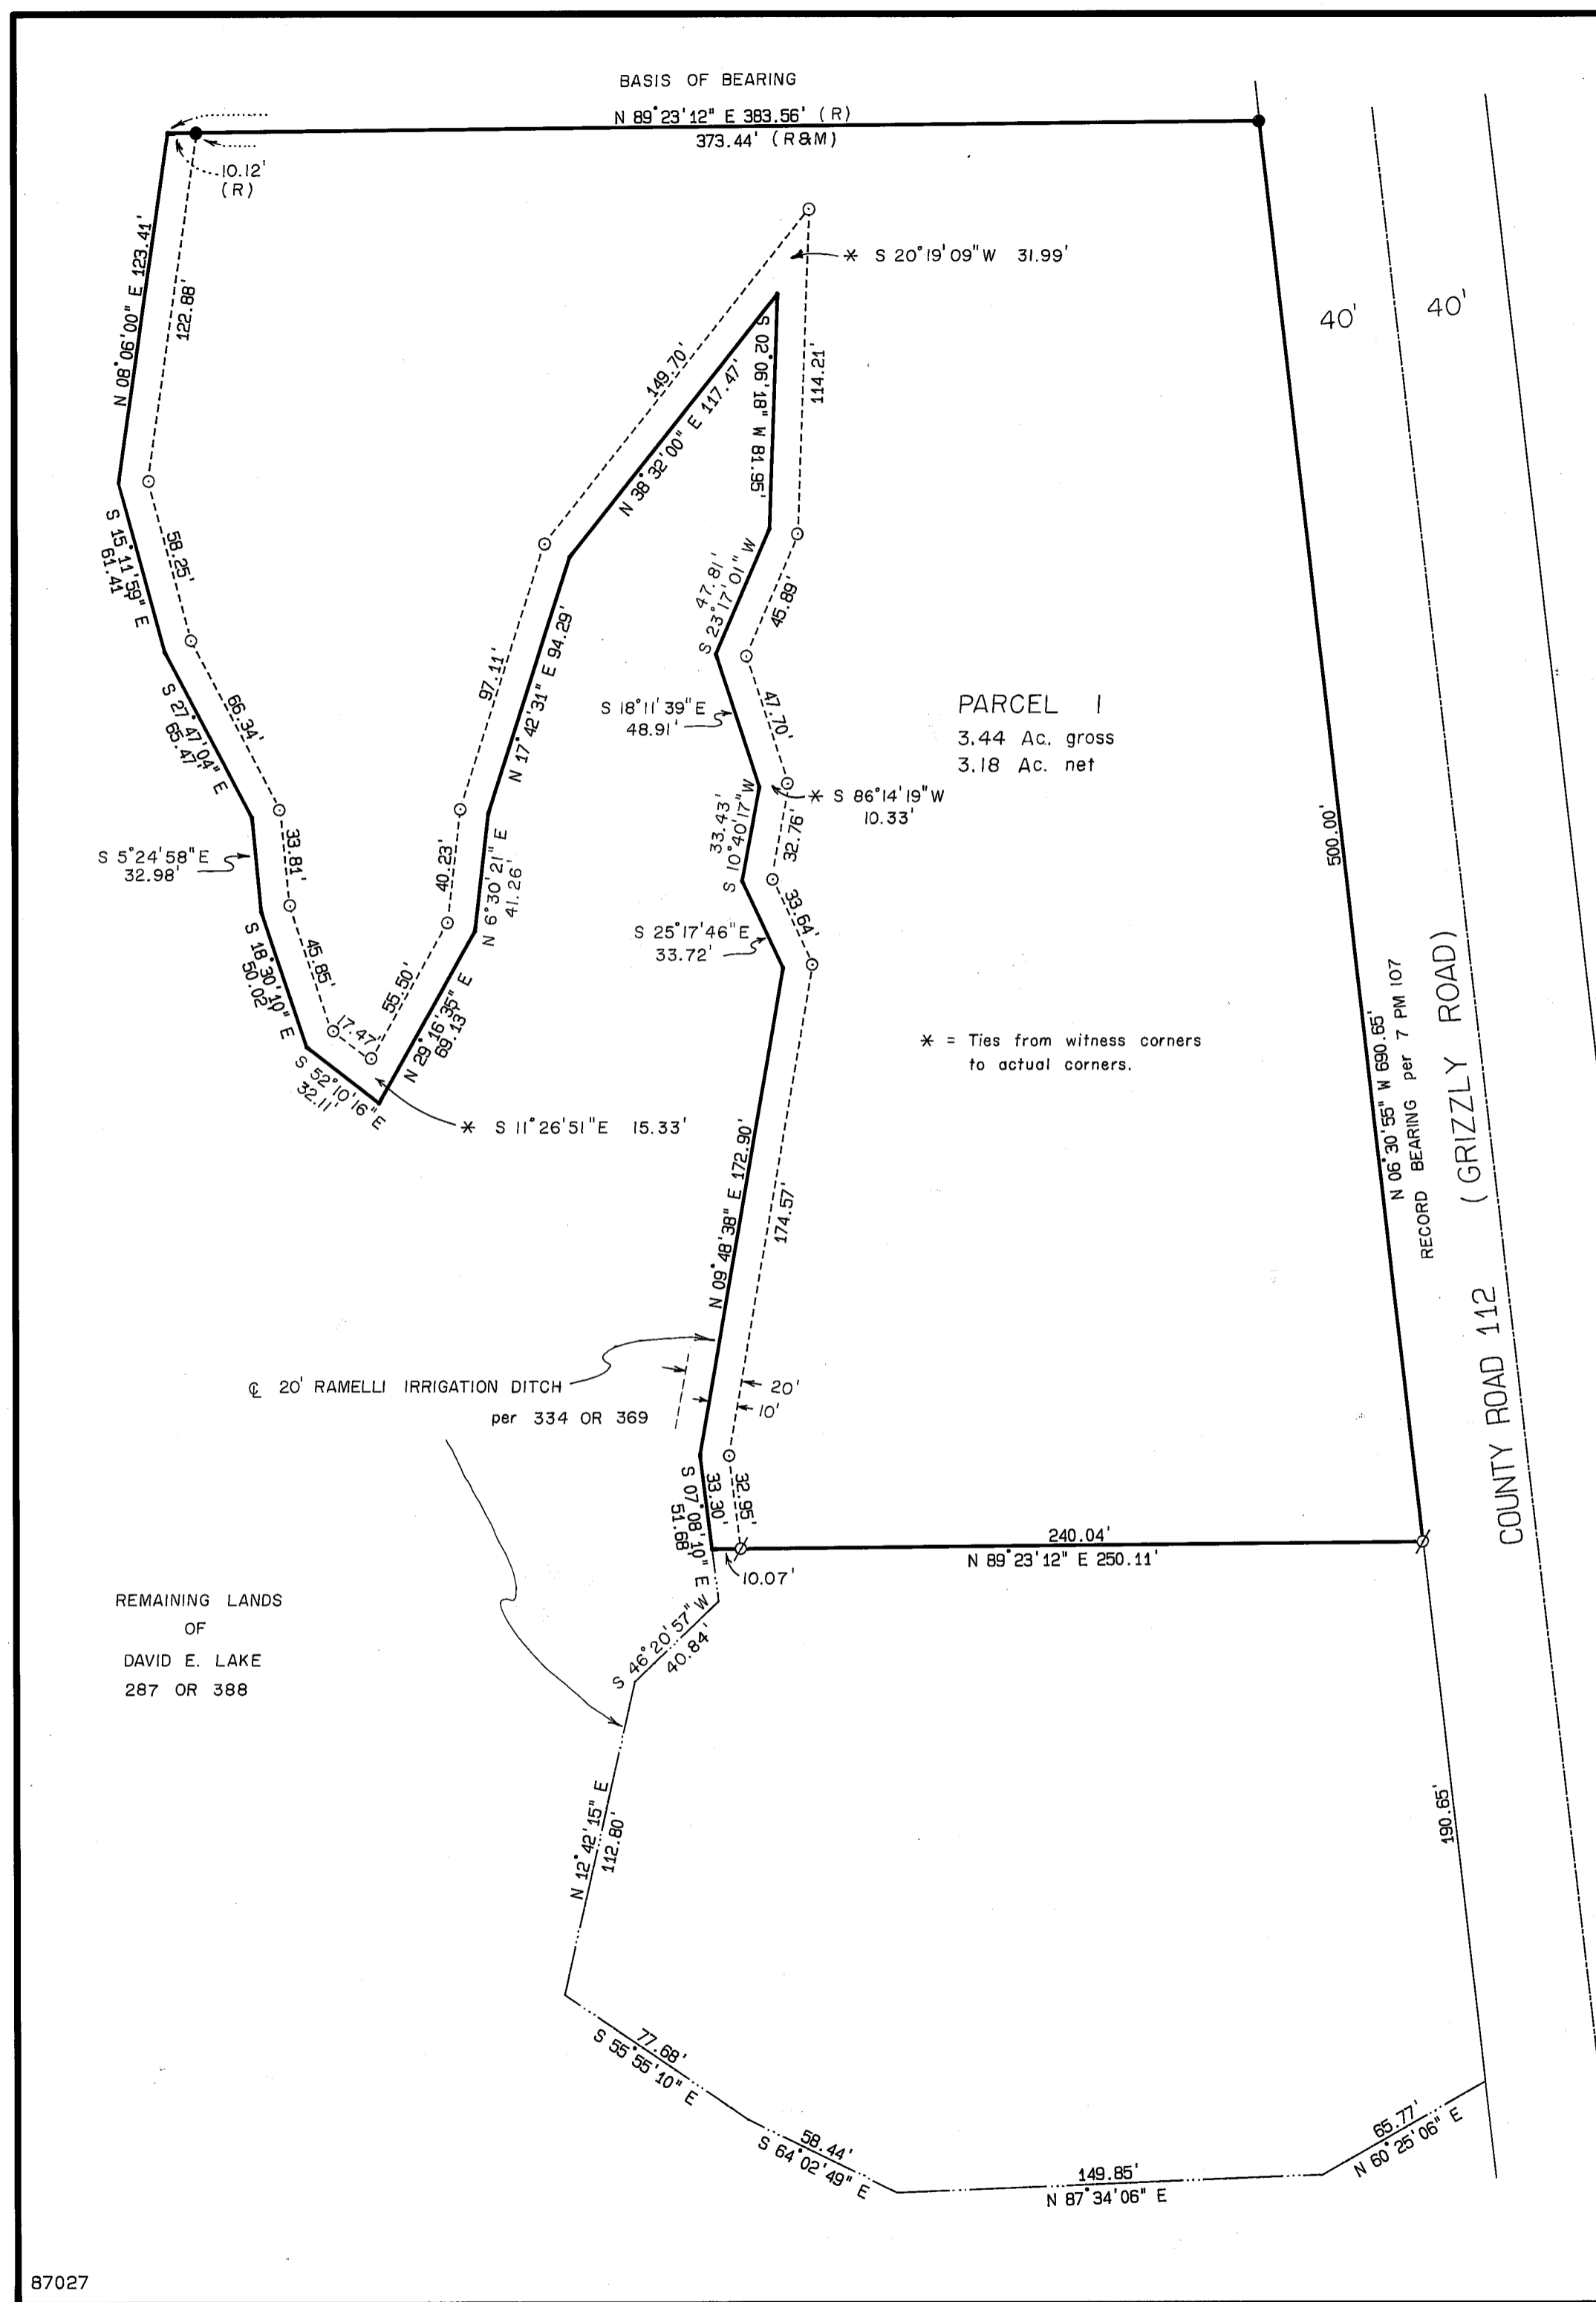 BASIS OF BEARING
N 89°23'12" E 383.56' (R)
373.44' (R&M)
10.12'
(R)
N 08°06'00" E 123.41'
122.88'
* S 20°19'09"W 31.99'
40'
40'
149.70'
N 38°32'00" E 117.47'
S 02°06'18" W 81.95'
114.21'
S 15°11'59" E
61.41'
58.25'
47.81'
S 23°17'01" W
45.89'
97.11'
N 17°42'31" E 94.29'
S 27°47'04" E
65.47'
66.34'
S 18°11'39"E
48.91'
47.70'
PARCEL 1
3.44 Ac. gross
3.18 Ac. net
* S 86°14'19"W
10.33'
33.43'
S 10°40'17"W
32.76'
500.00'
S 5°24'58"E
32.98'
33.81'
40.23'
N 6°30'21" E
41.26'
S 25°17'46"E
33.72'
33.64'
S 18°30'10" E
50.02'
45.85'
17.47'
55.50'
N 29°16'35" E
69.13'
S 52°10'16"E
32.11'
* S 11°26'51"E 15.33'
* = Ties from witness corners
to actual corners.
N 06°30'55" W 690.65'
RECORD BEARING per 7 PM 107
COUNTY ROAD 112 (GRIZZLY ROAD)
N 09°48'38" E 172.90'
174.57'
℄ 20' RAMELLI IRRIGATION DITCH
per 334 OR 369
20'
10'
S 07°08'10" E
51.68'
33.30'
32.95'
240.04'
N 89°23'12" E 250.11'
10.07'
REMAINING LANDS
OF
DAVID E. LAKE
287 OR 388
S 46°20'57" W
40.84'
N 12°42'15" E
112.80'
190.65'
77.68'
S 55°55'10" E
58.44'
S 64°02'49" E
149.85'
N 87°34'06" E
65.77'
N 60°25'06" E
87027